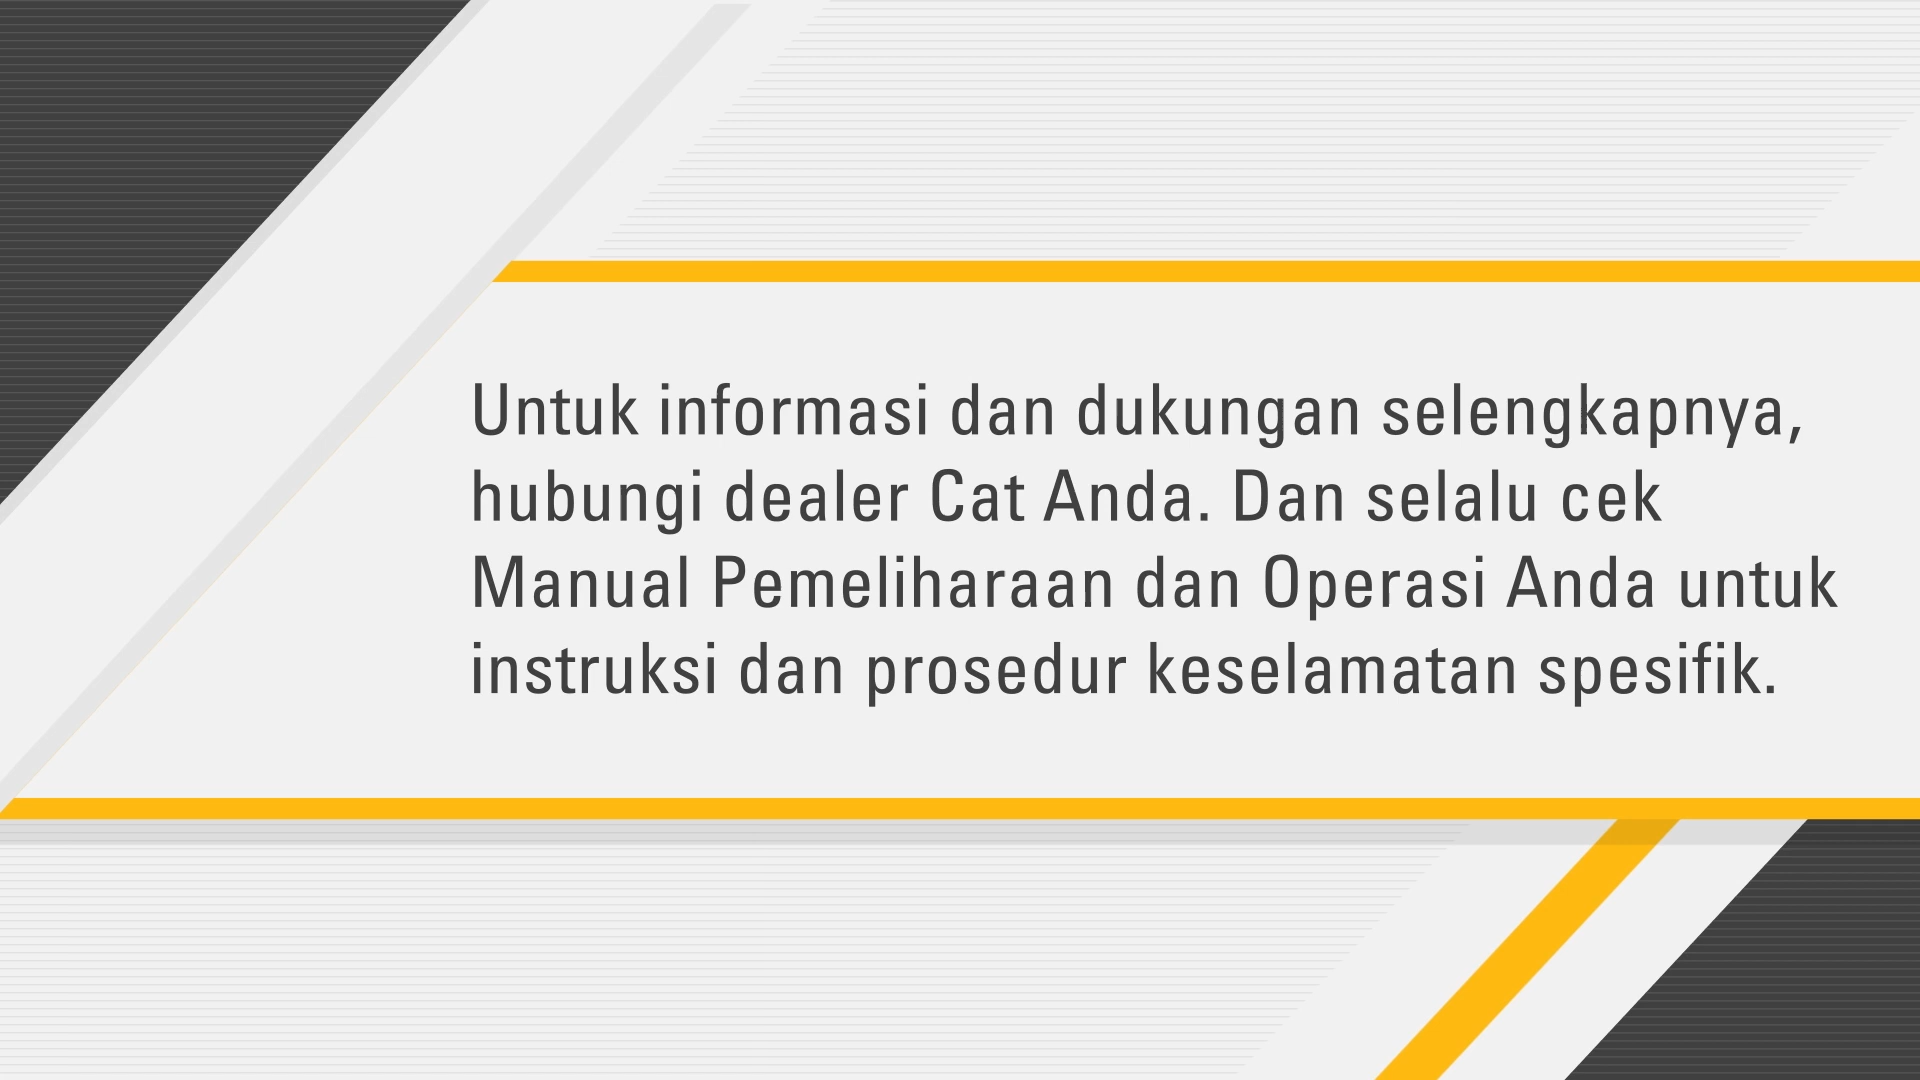 Untuk informasi dan dukungan selengkapnya,
hubungi dealer Cat Anda. Dan selalu cek
Manual Pemeliharaan dan Operasi Anda untuk
instruksi dan prosedur keselamatan spesifik.